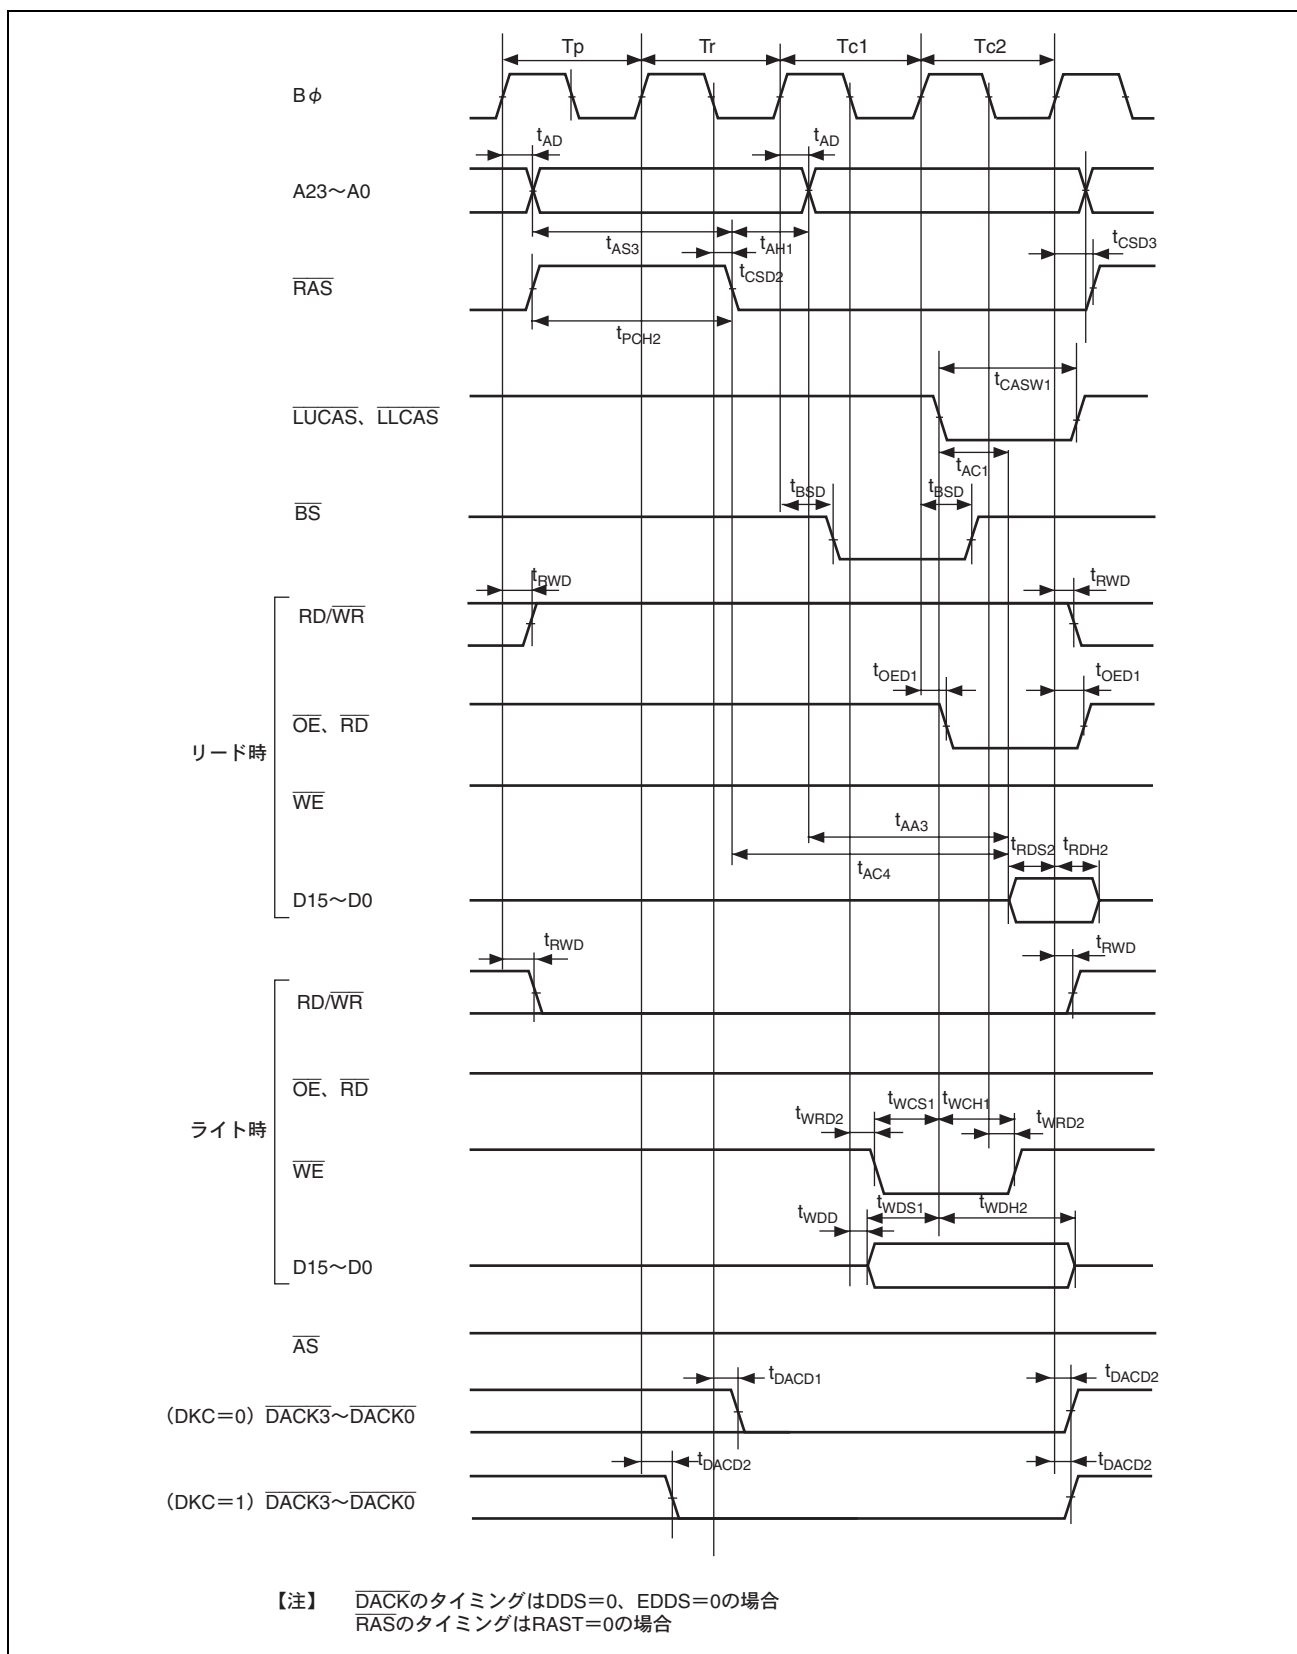 Tp Tr Tc1 Tc2
Bφ
tAD tAD
A23～A0
tAS3 tAH1 tCSD3
tCSD2
RAS
tPCH2
tCASW1
LUCAS、LLCAS
tAC1
tBSD tBSD
BS
tRWD tRWD
RD/WR
tOED1 tOED1
OE、RD
リード時
WE
tAA3
tRDS2 tRDH2
tAC4
D15～D0
tRWD tRWD
RD/WR
OE、RD
tWCS1 tWCH1
tWRD2 tWRD2
ライト時
WE
tWDS1 tWDH2
tWDD
D15～D0
AS
tDACD1 tDACD2
（DKC＝0）DACK3～DACK0
tDACD2 tDACD2
（DKC＝1）DACK3～DACK0
【注】 DACKのタイミングはDDS＝0、EDDS＝0の場合
RASのタイミングはRAST＝0の場合